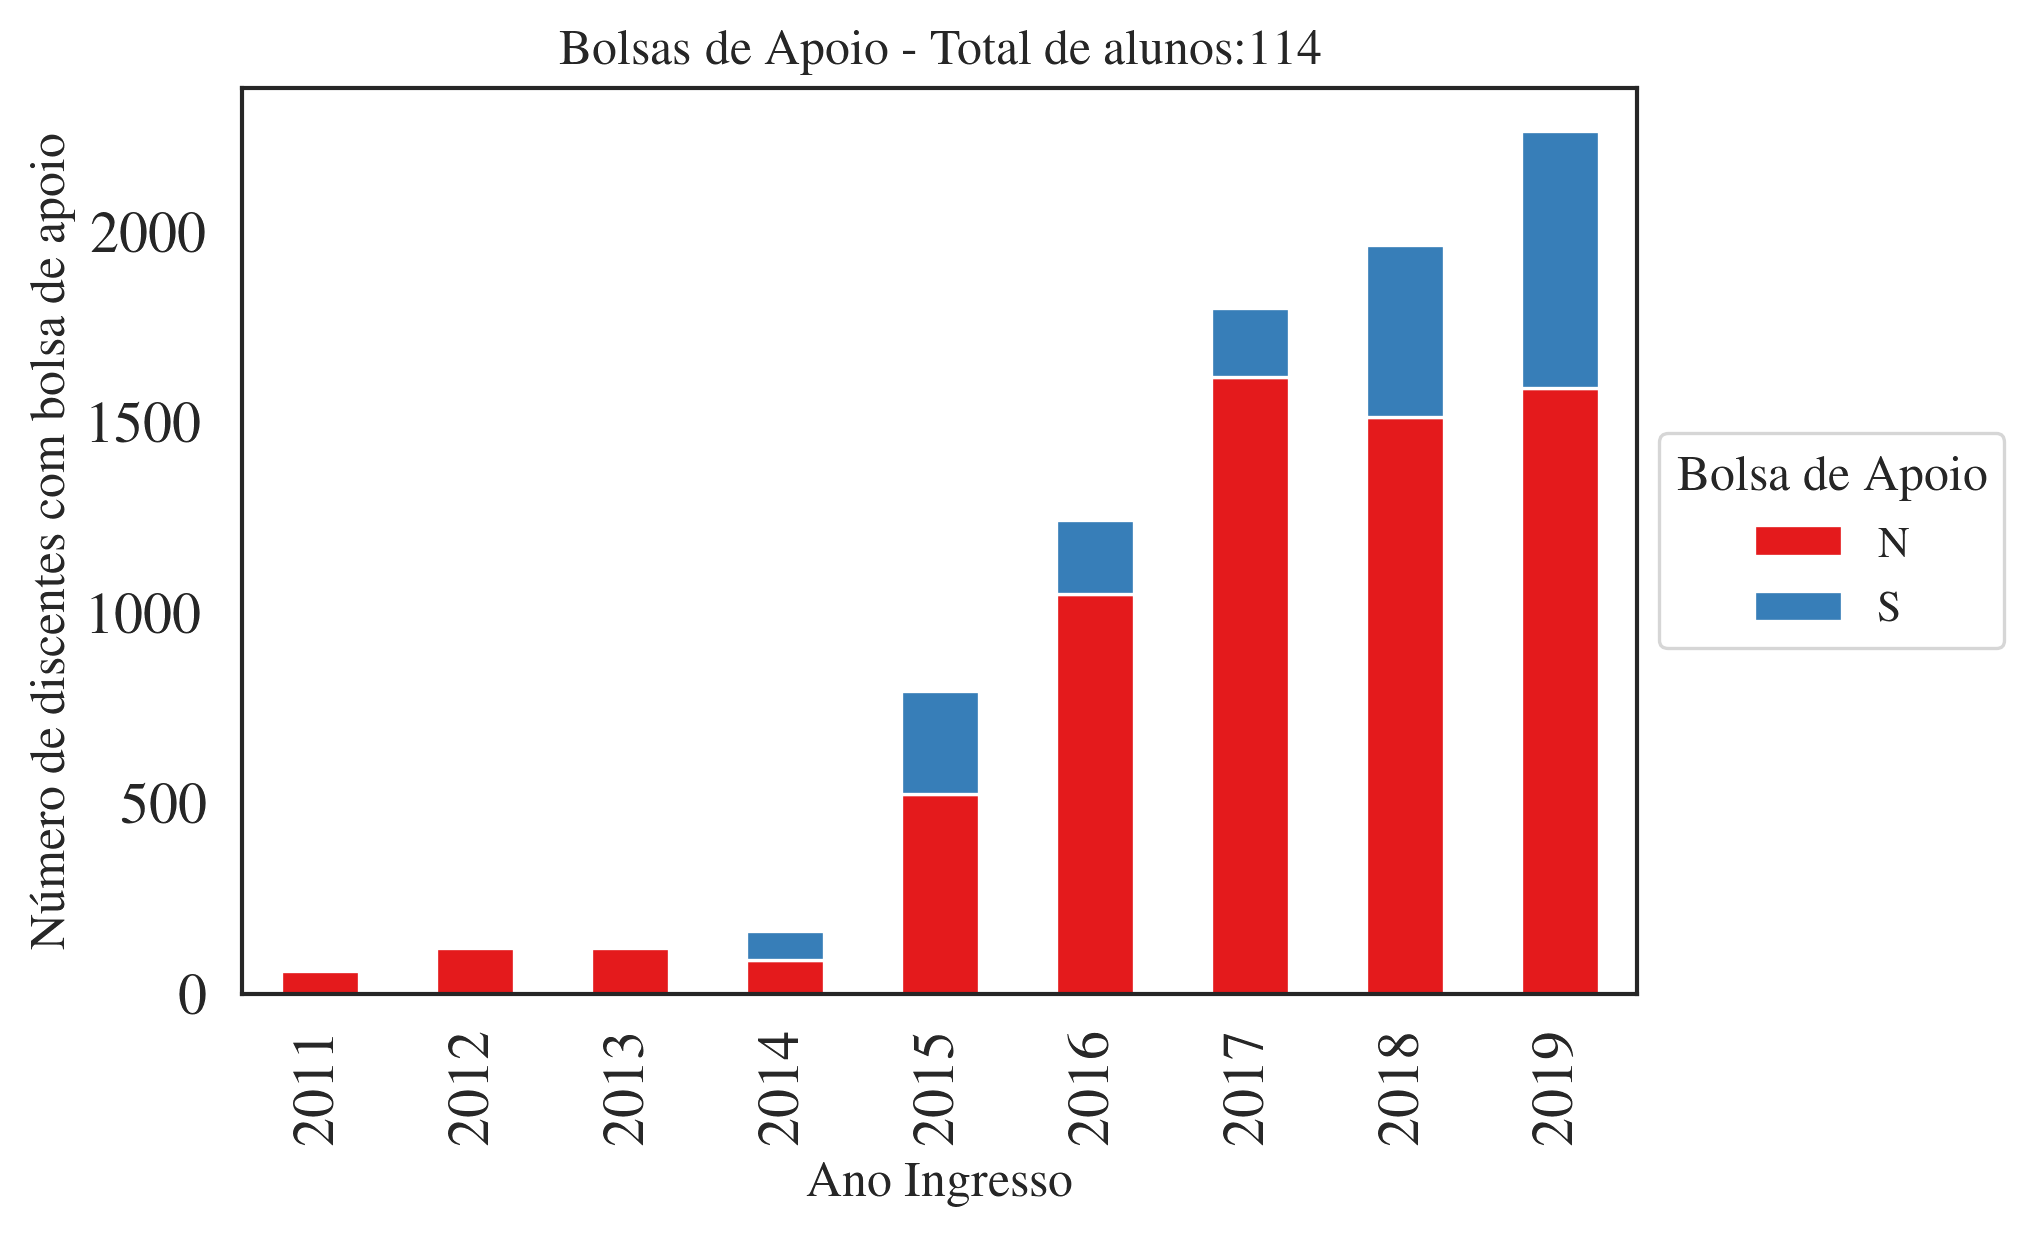 Bolsas de Apoio - Total de alunos:114
Número de discentes com bolsa de apoio
2000
1500
1000
500
0
2011
2012
2013
2014
2015
2016
2017
2018
2019
Ano Ingresso
Bolsa de Apoio
N
S